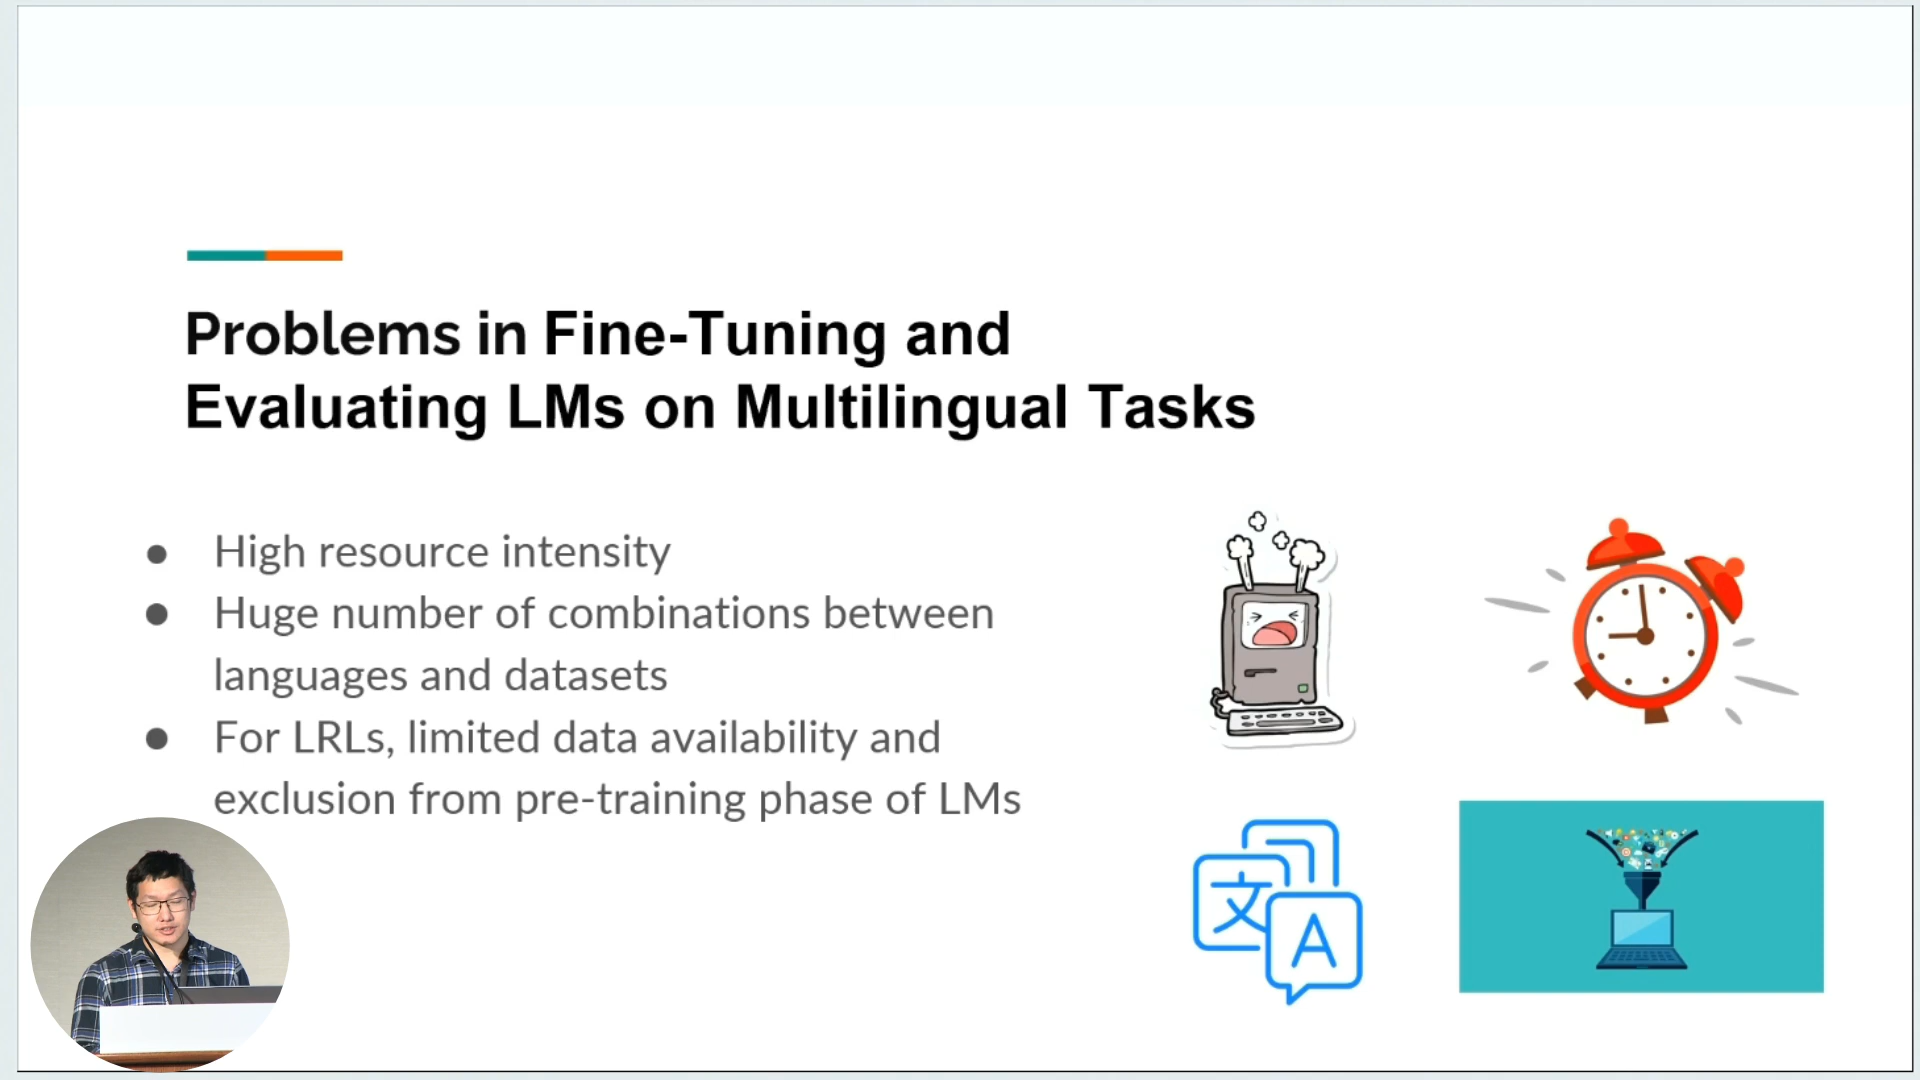 Problems in Fine-Tuning and
Evaluating LMs on Multilingual Tasks
● High resource intensity
● Huge number of combinations between
languages and datasets
● For LRLs, limited data availability and
exclusion from pre-training phase of LMs
文
A